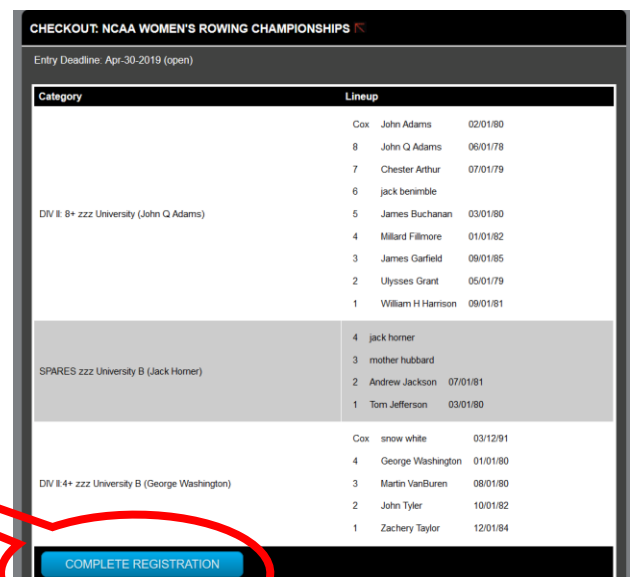 CHECKOUT: NCAA WOMEN'S ROWING CHAMPIONSHIPS
Entry Deadline: Apr-30-2019 (open)
Category Lineup
DIV II: 8+ zzz University (John Q Adams)
Cox John Adams 02/01/80
8 John Q Adams 06/01/78
7 Chester Arthur 07/01/79
6 jack benimble
5 James Buchanan 03/01/80
4 Millard Fillmore 01/01/82
3 James Garfield 09/01/85
2 Ulysses Grant 05/01/79
1 William H Harrison 09/01/81
SPARES zzz University B (Jack Horner)
4 jack horner
3 mother hubbard
2 Andrew Jackson 07/01/81
1 Tom Jefferson 03/01/80
DIV II:4+ zzz University B (George Washington)
Cox snow white 03/12/91
4 George Washington 01/01/80
3 Martin VanBuren 08/01/80
2 John Tyler 10/01/82
1 Zachery Taylor 12/01/84
COMPLETE REGISTRATION